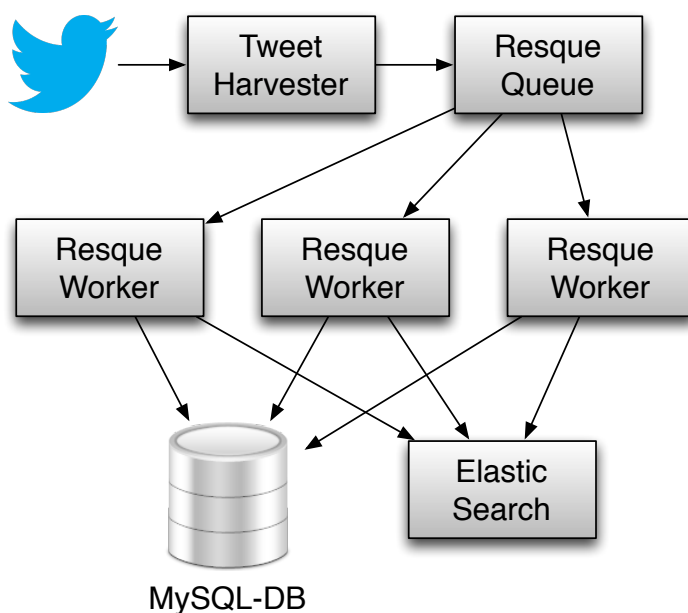 Tweet
Harvester
Resque
Queue
Resque
Worker
Resque
Worker
Resque
Worker
Elastic
Search
MySQL-DB